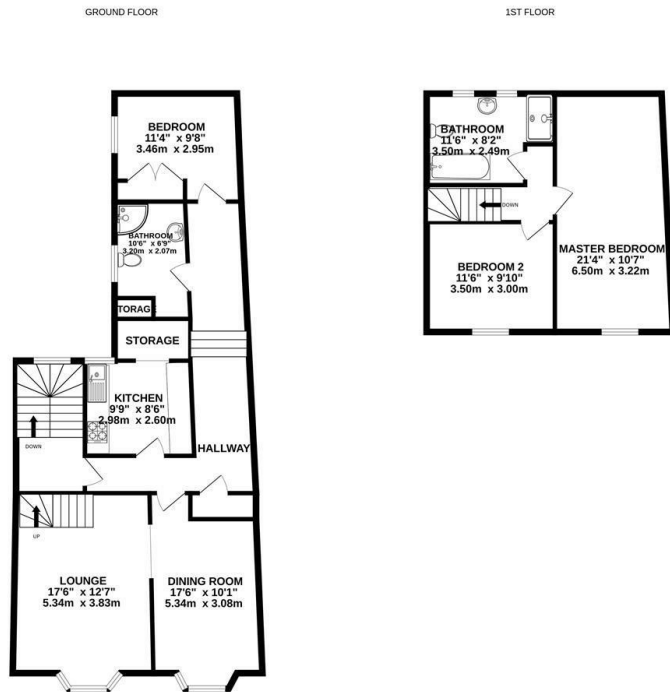 GROUND FLOOR
BEDROOM
11'4" x 9'8"
3.46m x 2.95m
BATHROOM
10'6" x 6'9"
3.20m x 2.07m
TORAGE
STORAGE
KITCHEN
9'9" x 8'6"
2.98m x 2.60m
HALLWAY
DOWN
UP
LOUNGE
17'6" x 12'7"
5.34m x 3.83m
DINING ROOM
17'6" x 10'1"
5.34m x 3.08m
1ST FLOOR
BATHROOM
11'6" x 8'2"
3.50m x 2.49m
DOWN
MASTER BEDROOM
21'4" x 10'7"
6.50m x 3.22m
BEDROOM 2
11'6" x 9'10"
3.50m x 3.00m